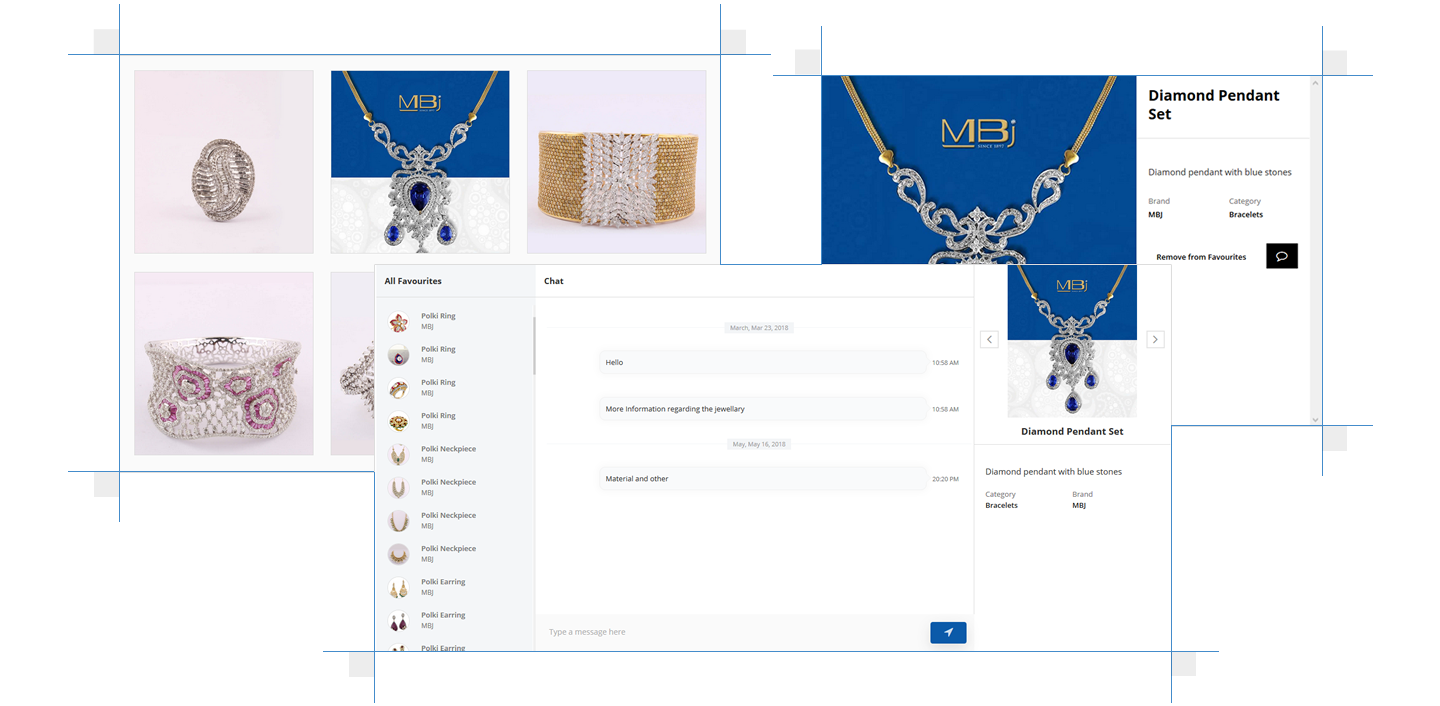 MBj
MBj
SINCE 1897
Diamond Pendant
Set
Diamond pendant with blue stones
Brand
Category
MBJ
Bracelets
Remove from Favourites
All Favourites
Polki Ring
MBJ
Polki Ring
MBJ
Polki Ring
MBJ
Polki Ring
MBJ
Polki Neckpiece
MBJ
Polki Neckpiece
MBJ
Polki Neckpiece
MBJ
Polki Neckpiece
MBJ
Polki Earring
MBJ
Polki Earring
MBJ
Polki Earring
Chat
March, Mar 23, 2018
Hello
10:58 AM
More Information regarding the jewellary
10:58 AM
May, May 16, 2018
Material and other
20:20 PM
Type a message here
MBj
Diamond Pendant Set
Diamond pendant with blue stones
Category
Brand
Bracelets
MBJ